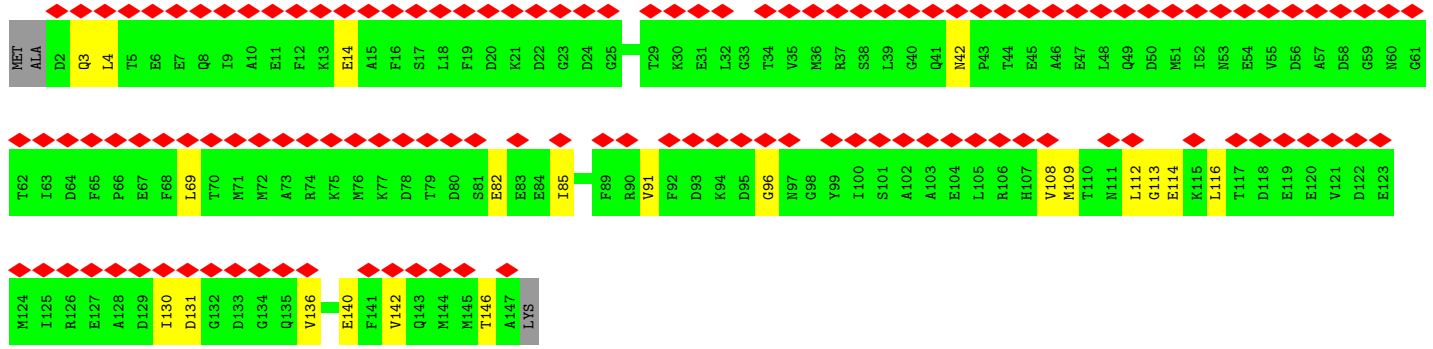 MET ALA D2 Q3 L4 T5 E6 E7 Q8 I9 A10 E11 F12 K13 E14 A15 F16 S17 L18 F19 D20 K21 D22 G23 D24 G25 T29 K30 E31 L32 G33 T34 V35 M36 R37 S38 L39 G40 Q41 N42 P43 T44 E45 A46 E47 L48 Q49 D50 M51 I52 N53 E54 V55 D56 A57 D58 G59 N60 G61
T62 I63 D64 F65 P66 E67 F68 L69 T70 M71 M72 A73 R74 K75 M76 K77 D78 T79 D80 S81 E82 E83 E84 I85 F89 R90 V91 F92 D93 K94 D95 G96 N97 G98 Y99 I100 S101 A102 A103 E104 L105 R106 H107 V108 M109 T110 N111 L112 G113 E114 K115 L116 T117 D118 E119 E120 V121 D122 E123
M124 I125 R126 E127 A128 D129 I130 D131 G132 D133 G134 Q135 V136 E140 F141 V142 Q143 M144 M145 T146 A147 LYS